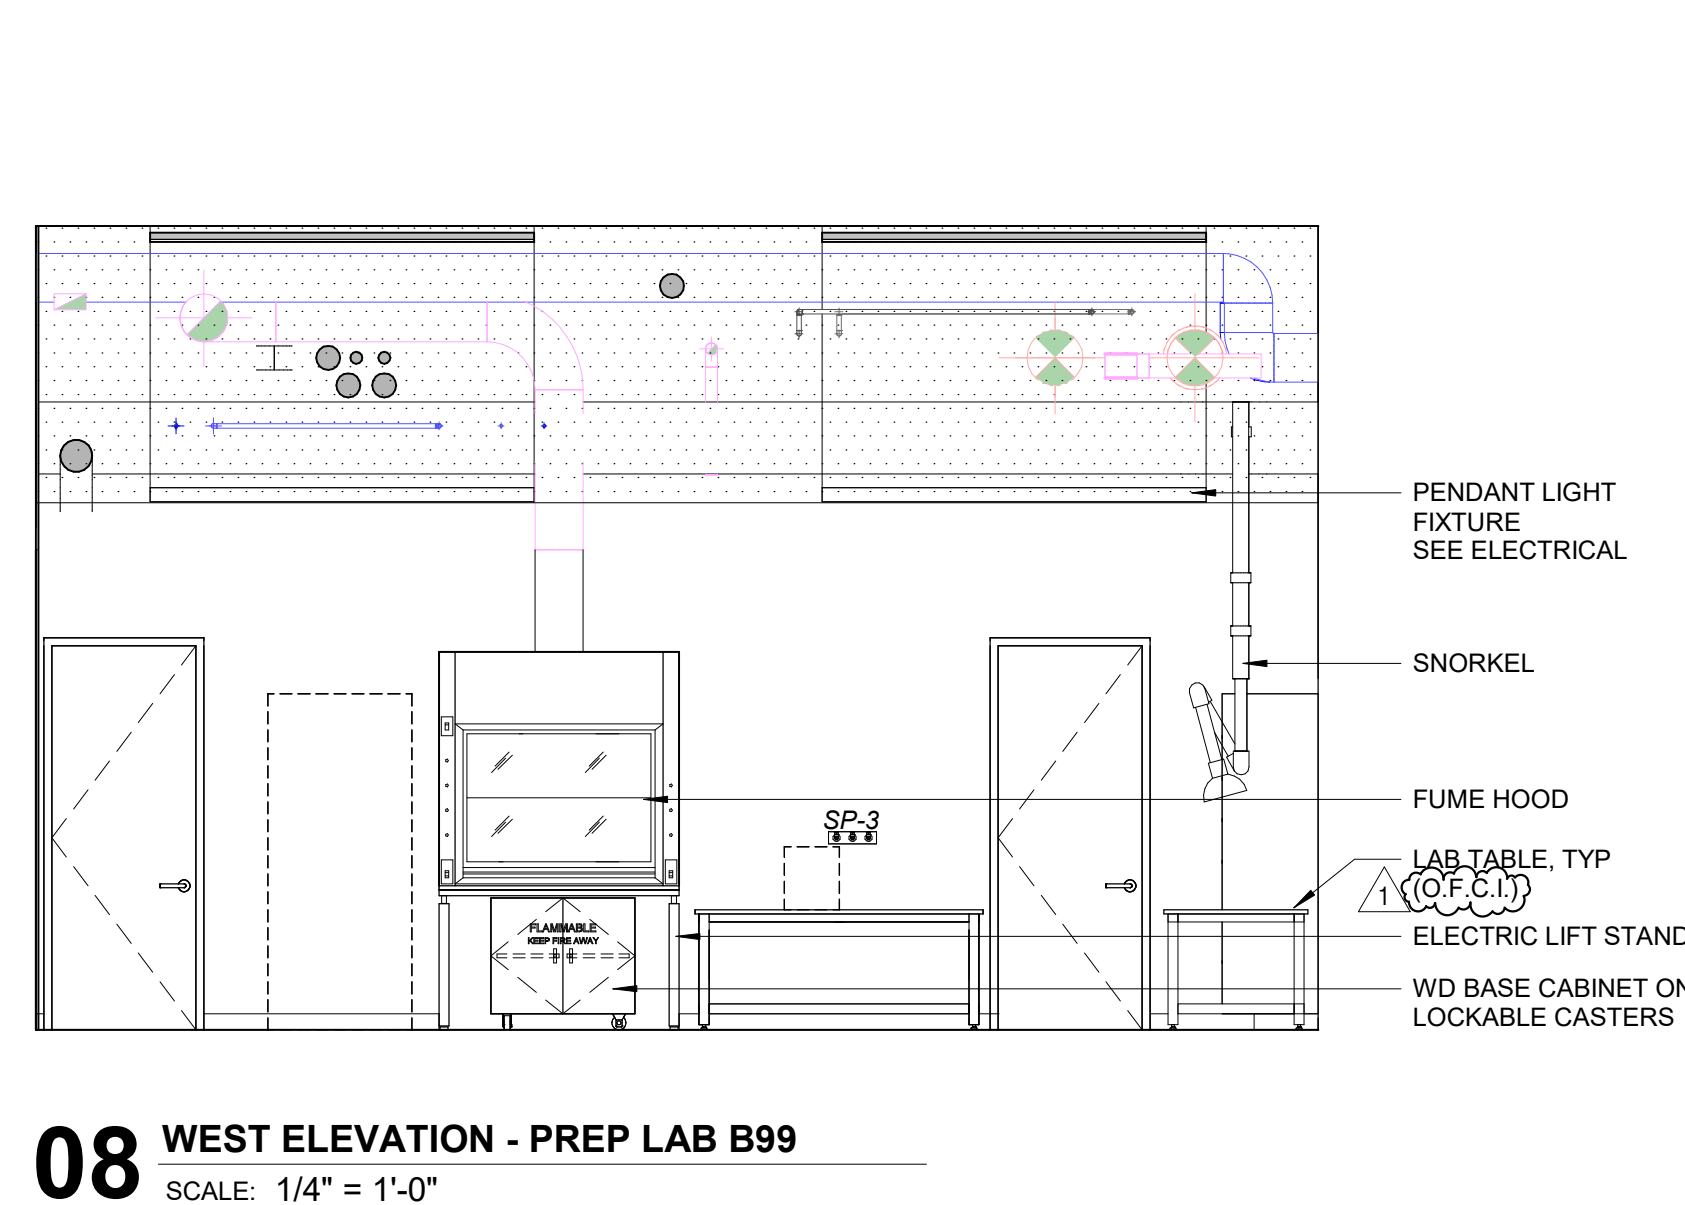 PENDANT LIGHT
FIXTURE
SEE ELECTRICAL
SNORKEL
FUME HOOD
SP-3
LAB TABLE, TYP
1 (O.F.C.I.)
FLAMMABLE
KEEP FIRE AWAY
ELECTRIC LIFT STAND
WD BASE CABINET ON
LOCKABLE CASTERS
08 WEST ELEVATION - PREP LAB B99
SCALE: 1/4" = 1'-0"